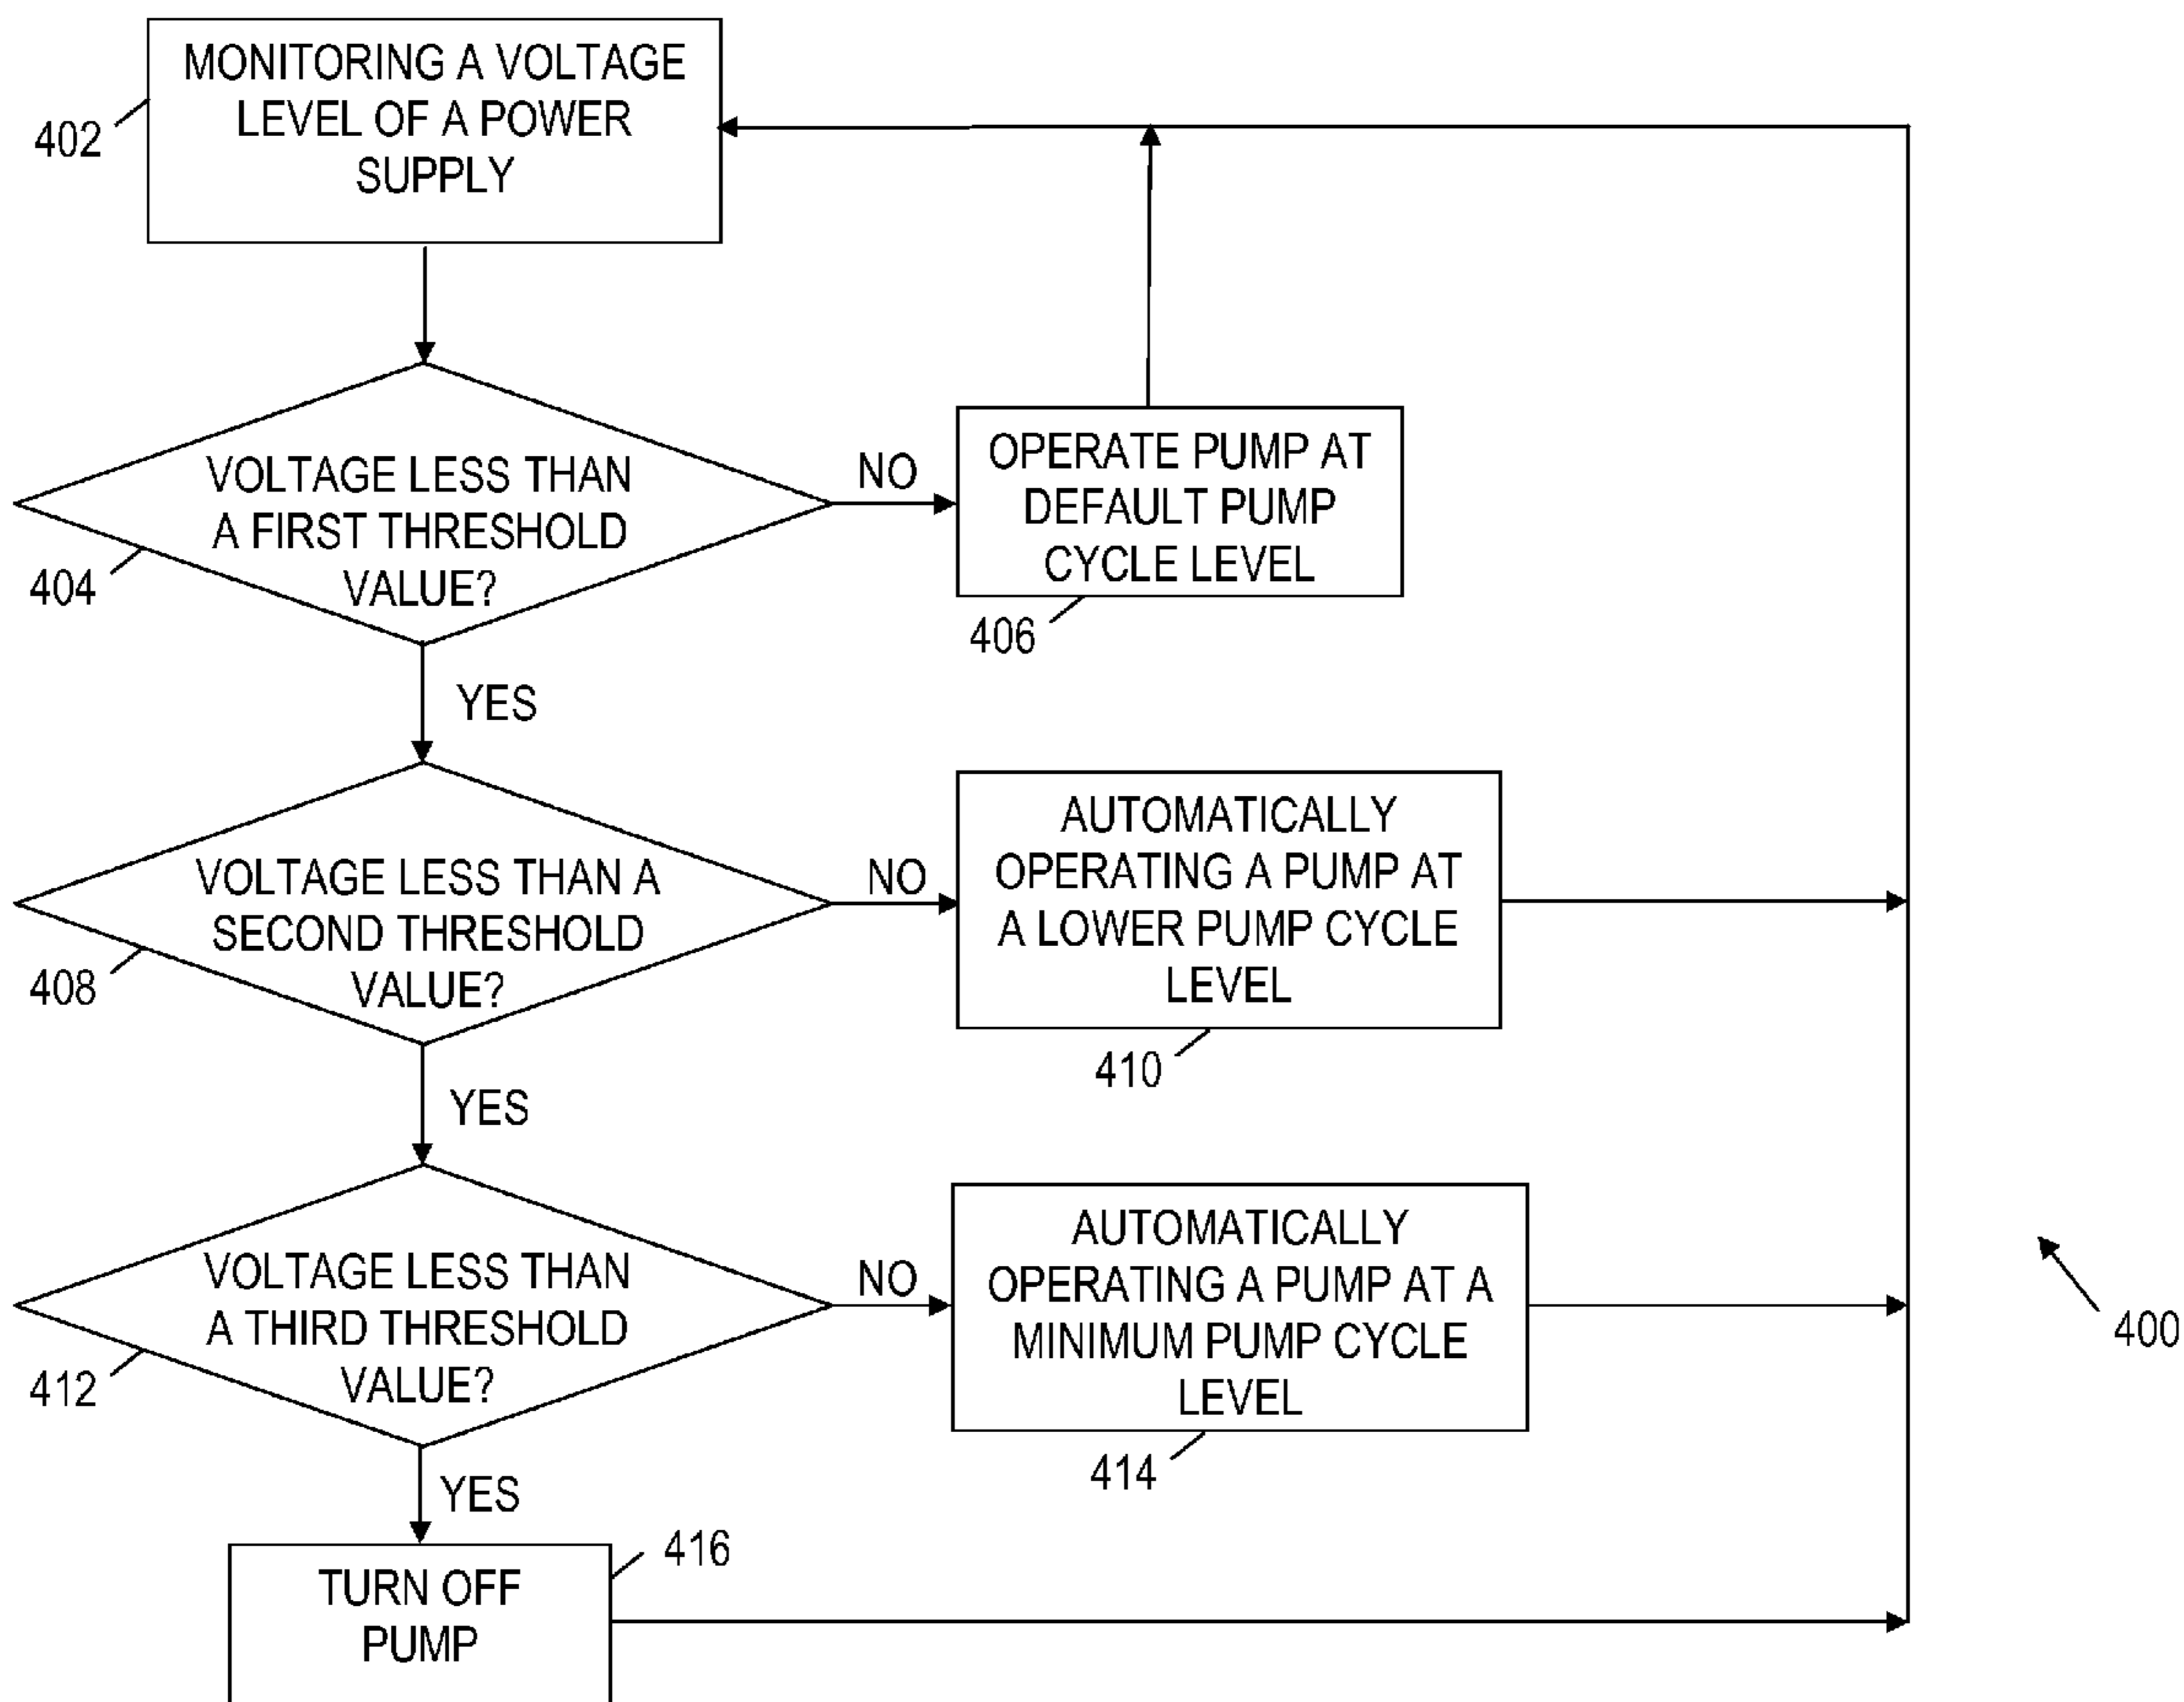 MONITORING A VOLTAGE
LEVEL OF A POWER
SUPPLY
402
VOLTAGE LESS THAN
A FIRST THRESHOLD
VALUE?
404
NO
OPERATE PUMP AT
DEFAULT PUMP
CYCLE LEVEL
406
YES
VOLTAGE LESS THAN A
SECOND THRESHOLD
VALUE?
408
NO
AUTOMATICALLY
OPERATING A PUMP AT
A LOWER PUMP CYCLE
LEVEL
410
YES
VOLTAGE LESS THAN
A THIRD THRESHOLD
VALUE?
412
NO
AUTOMATICALLY
OPERATING A PUMP AT A
MINIMUM PUMP CYCLE
LEVEL
414
400
YES
TURN OFF
PUMP
416